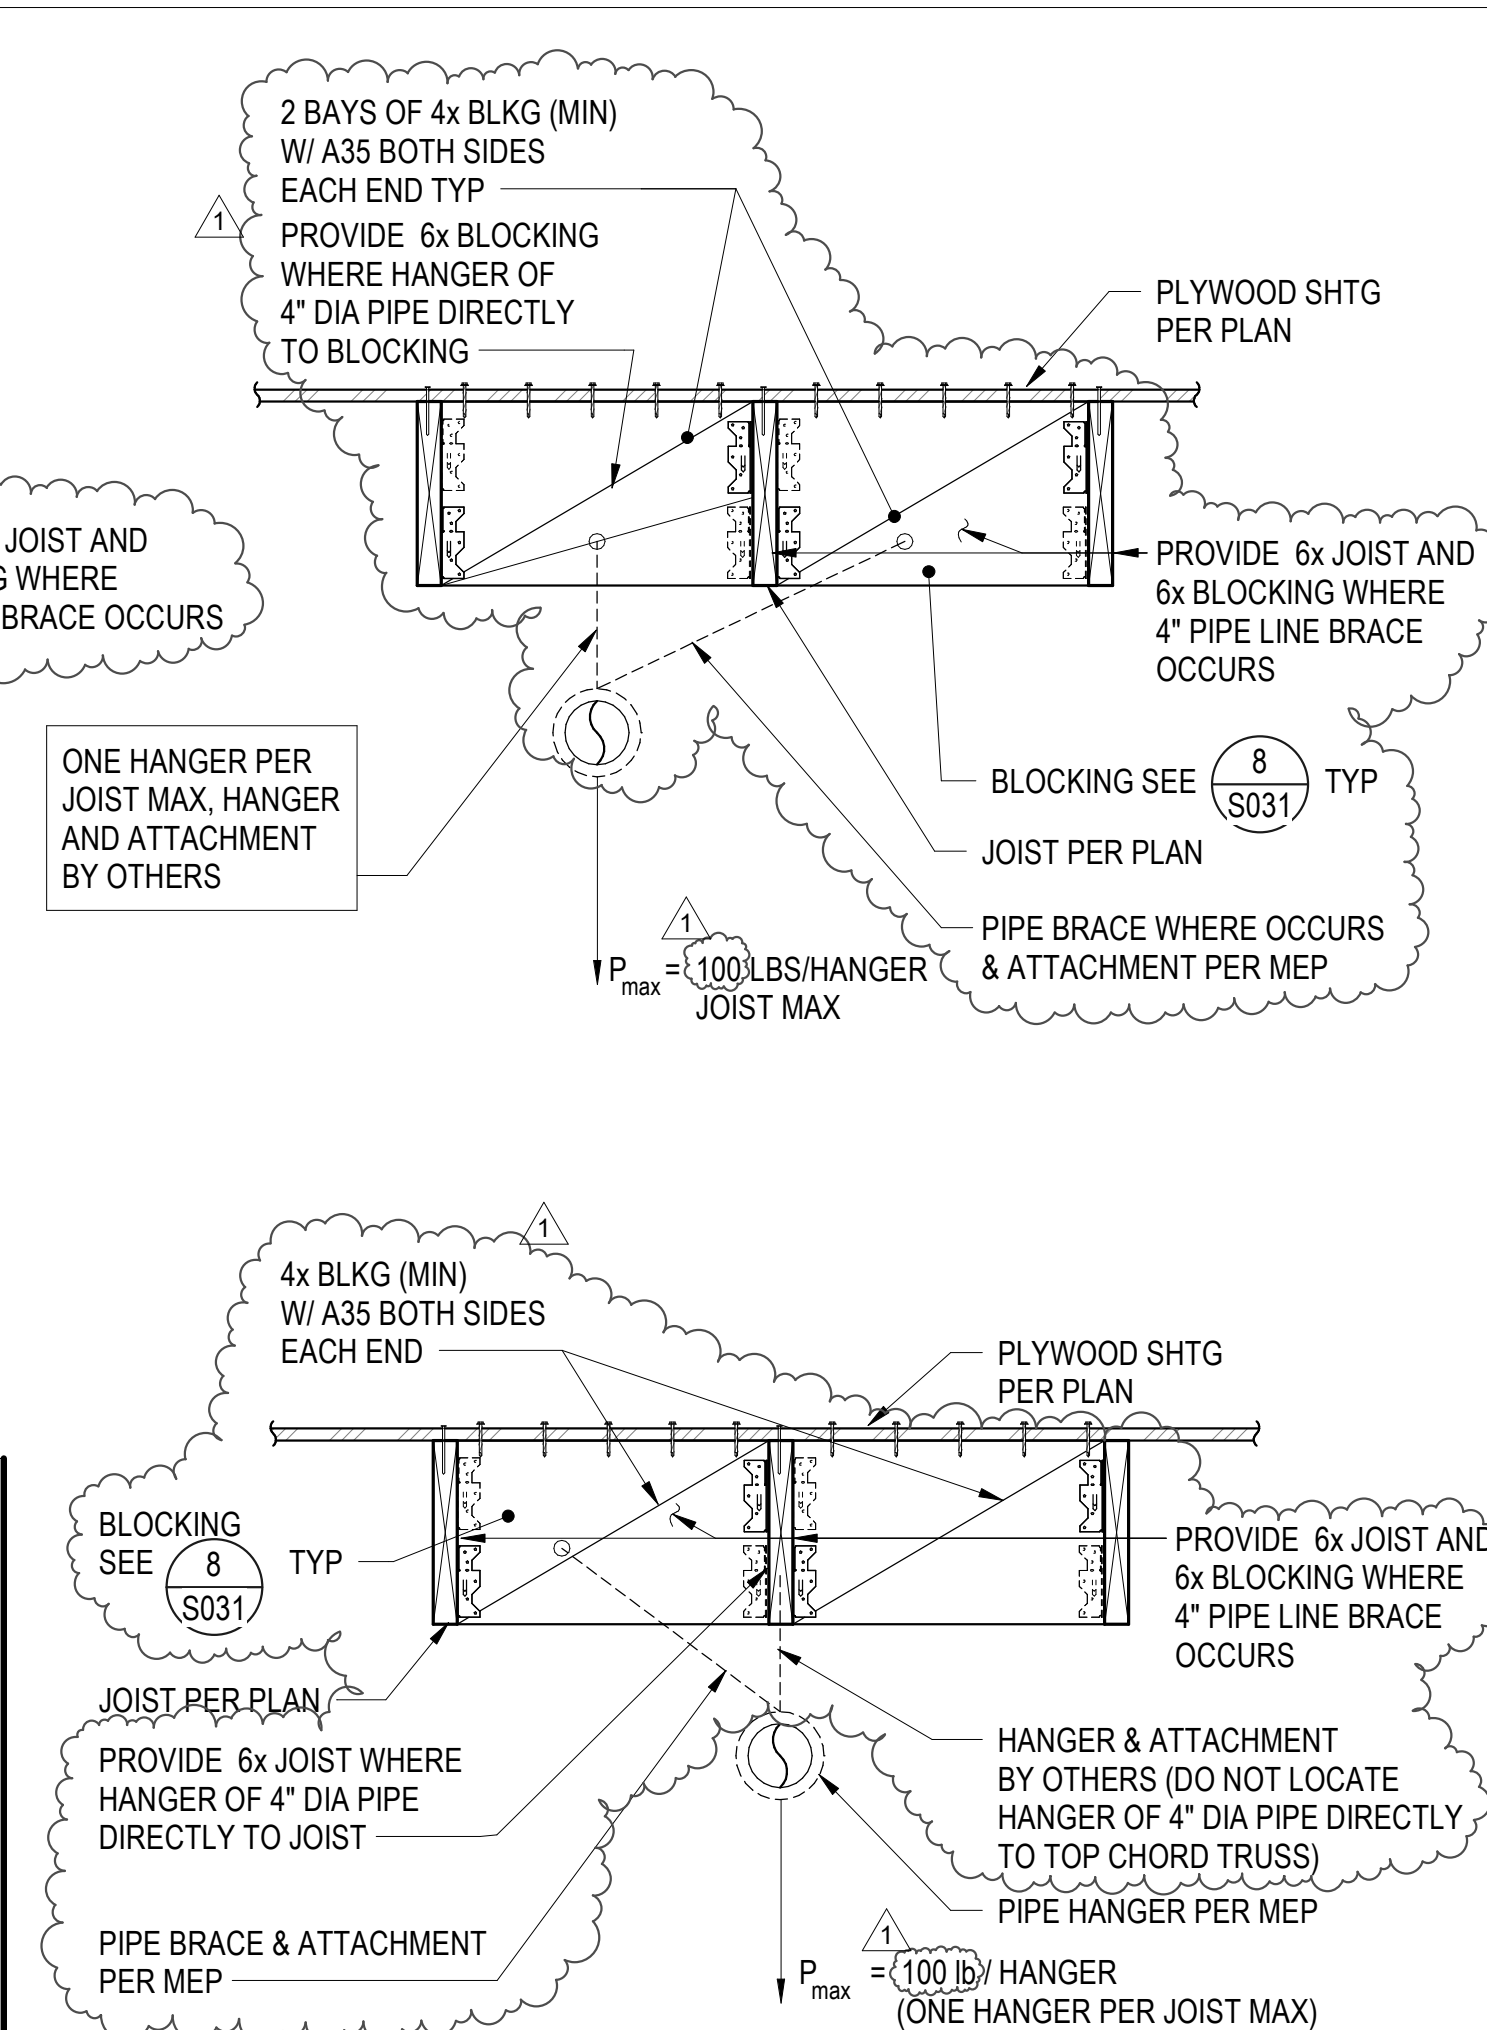 2 BAYS OF 4x BLKG (MIN)
W/ A35 BOTH SIDES
EACH END TYP
1
PROVIDE 6x BLOCKING
WHERE HANGER OF
4" DIA PIPE DIRECTLY
TO BLOCKING
PLYWOOD SHTG
PER PLAN
JOIST AND
G WHERE
BRACE OCCURS
PROVIDE 6x JOIST AND
6x BLOCKING WHERE
4" PIPE LINE BRACE
OCCURS
ONE HANGER PER
JOIST MAX, HANGER
AND ATTACHMENT
BY OTHERS
BLOCKING SEE 8 TYP
S031
JOIST PER PLAN
PIPE BRACE WHERE OCCURS
& ATTACHMENT PER MEP
1
Pmax = 100 LBS/HANGER
JOIST MAX
1
4x BLKG (MIN)
W/ A35 BOTH SIDES
EACH END
PLYWOOD SHTG
PER PLAN
BLOCKING
SEE 8 TYP
S031
PROVIDE 6x JOIST AND
6x BLOCKING WHERE
4" PIPE LINE BRACE
OCCURS
JOIST PER PLAN
PROVIDE 6x JOIST WHERE
HANGER OF 4" DIA PIPE
DIRECTLY TO JOIST
HANGER & ATTACHMENT
BY OTHERS (DO NOT LOCATE
HANGER OF 4" DIA PIPE DIRECTLY
TO TOP CHORD TRUSS)
PIPE HANGER PER MEP
PIPE BRACE & ATTACHMENT
PER MEP
1
Pmax = 100 lb / HANGER
(ONE HANGER PER JOIST MAX)